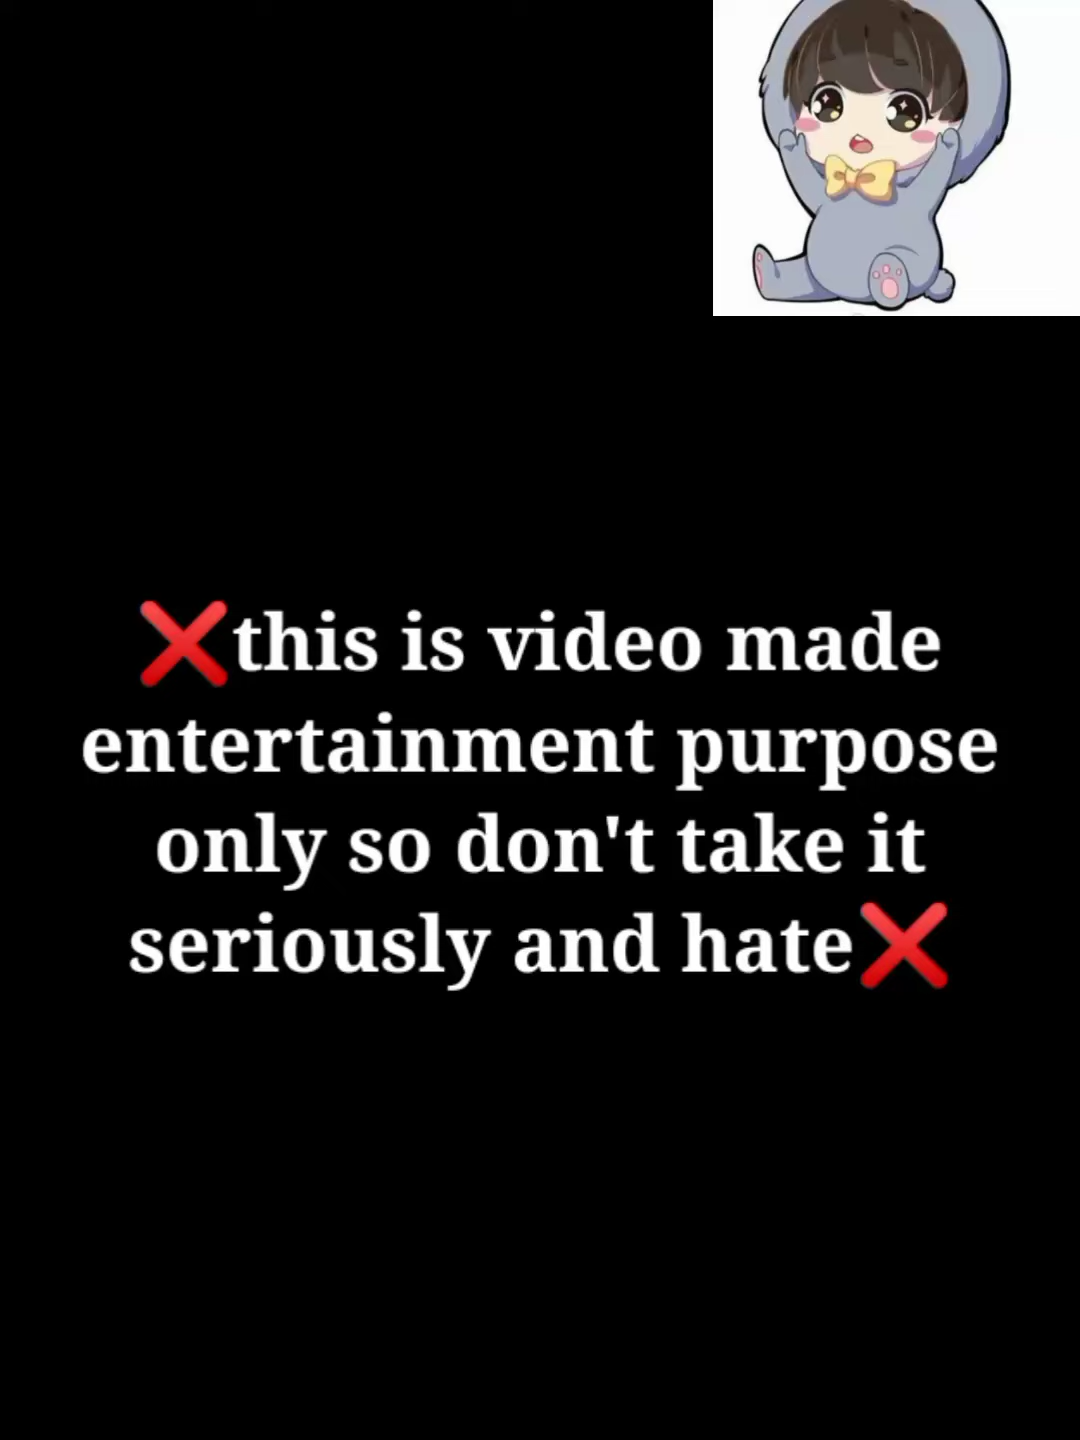 ❌this is video made
entertainment purpose
only so don't take it
seriously and hate❌